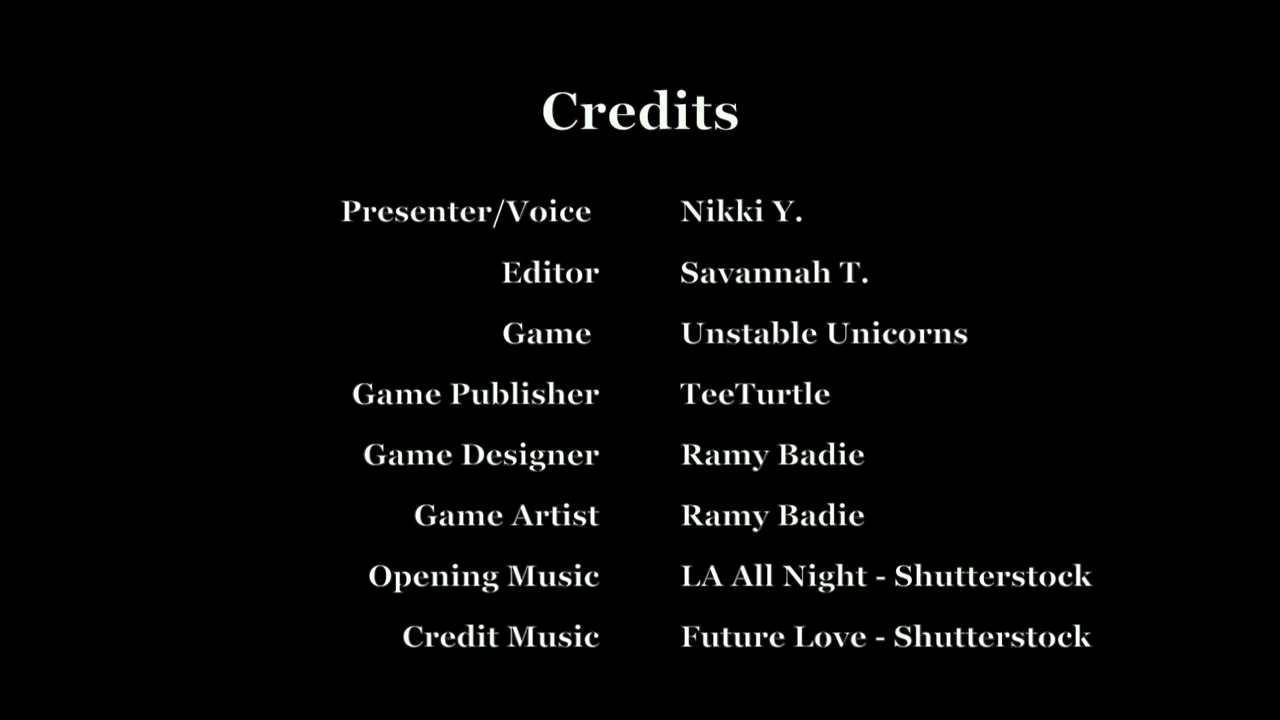 Credits
Presenter/Voice Nikki Y.
Editor Savannah T.
Game Unstable Unicorns
Game Publisher TeeTurtle
Game Designer Ramy Badie
Game Artist Ramy Badie
Opening Music LA All Night - Shutterstock
Credit Music Future Love - Shutterstock